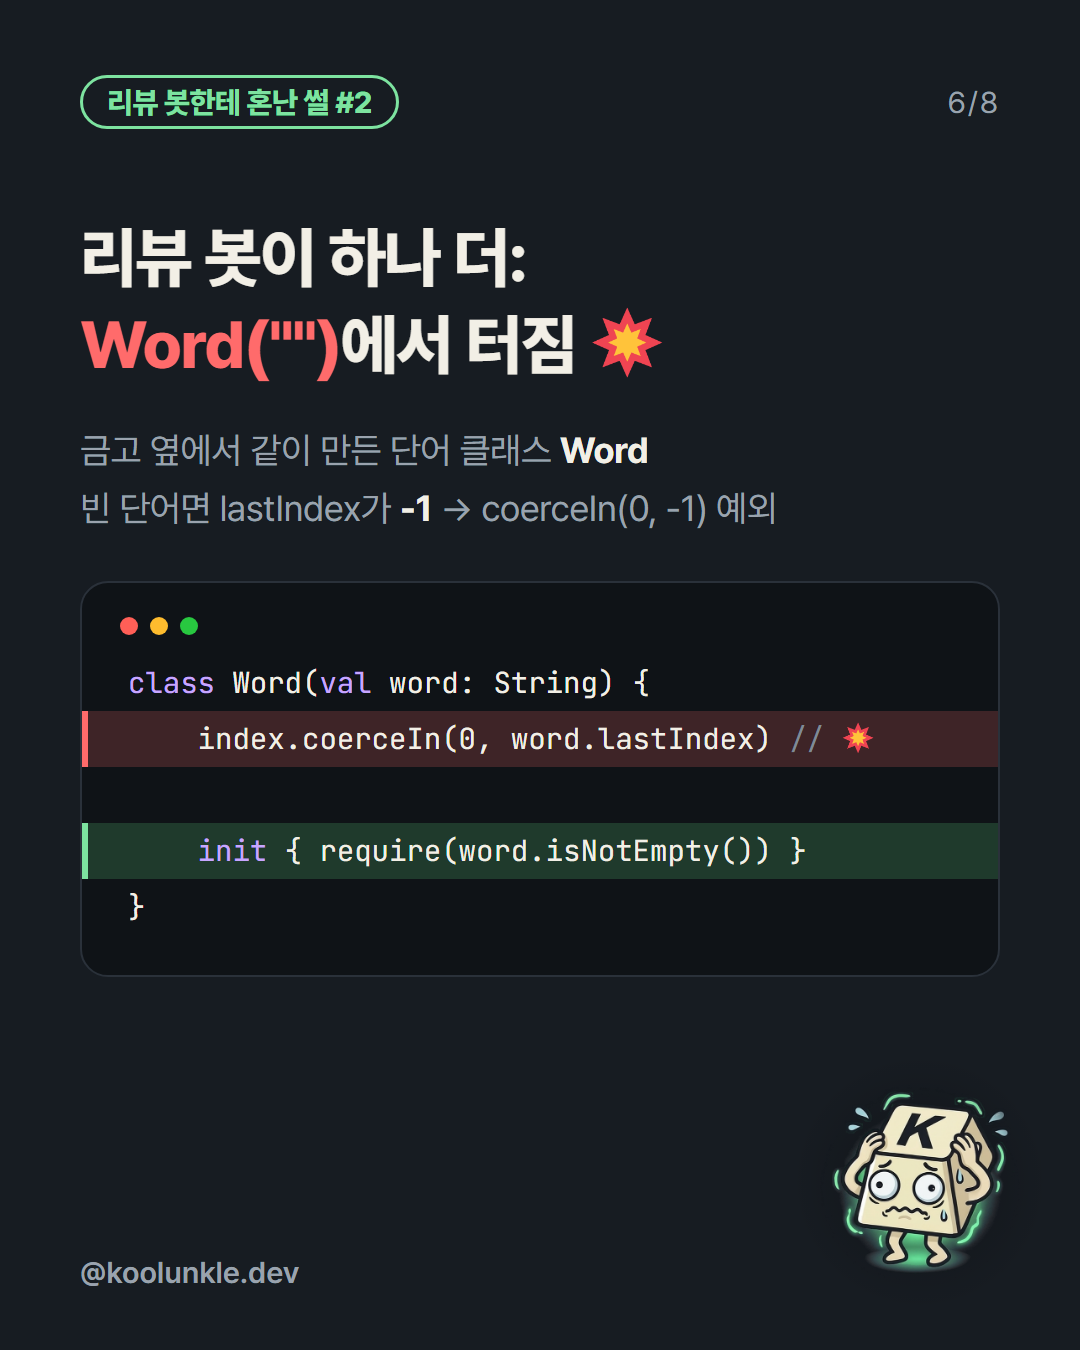 리뷰 봇한테 혼난 썰 #2
6/8
리뷰 봇이 하나 더:
Word("")에서 터짐 💥
금고 옆에서 같이 만든 단어 클래스 Word
빈 단어면 lastIndex가 -1 → coerceIn(0, -1) 예외
class Word(val word: String) {
index.coerceIn(0, word.lastIndex) // 💥
init { require(word.isNotEmpty()) }
}
K
@koolunkle.dev